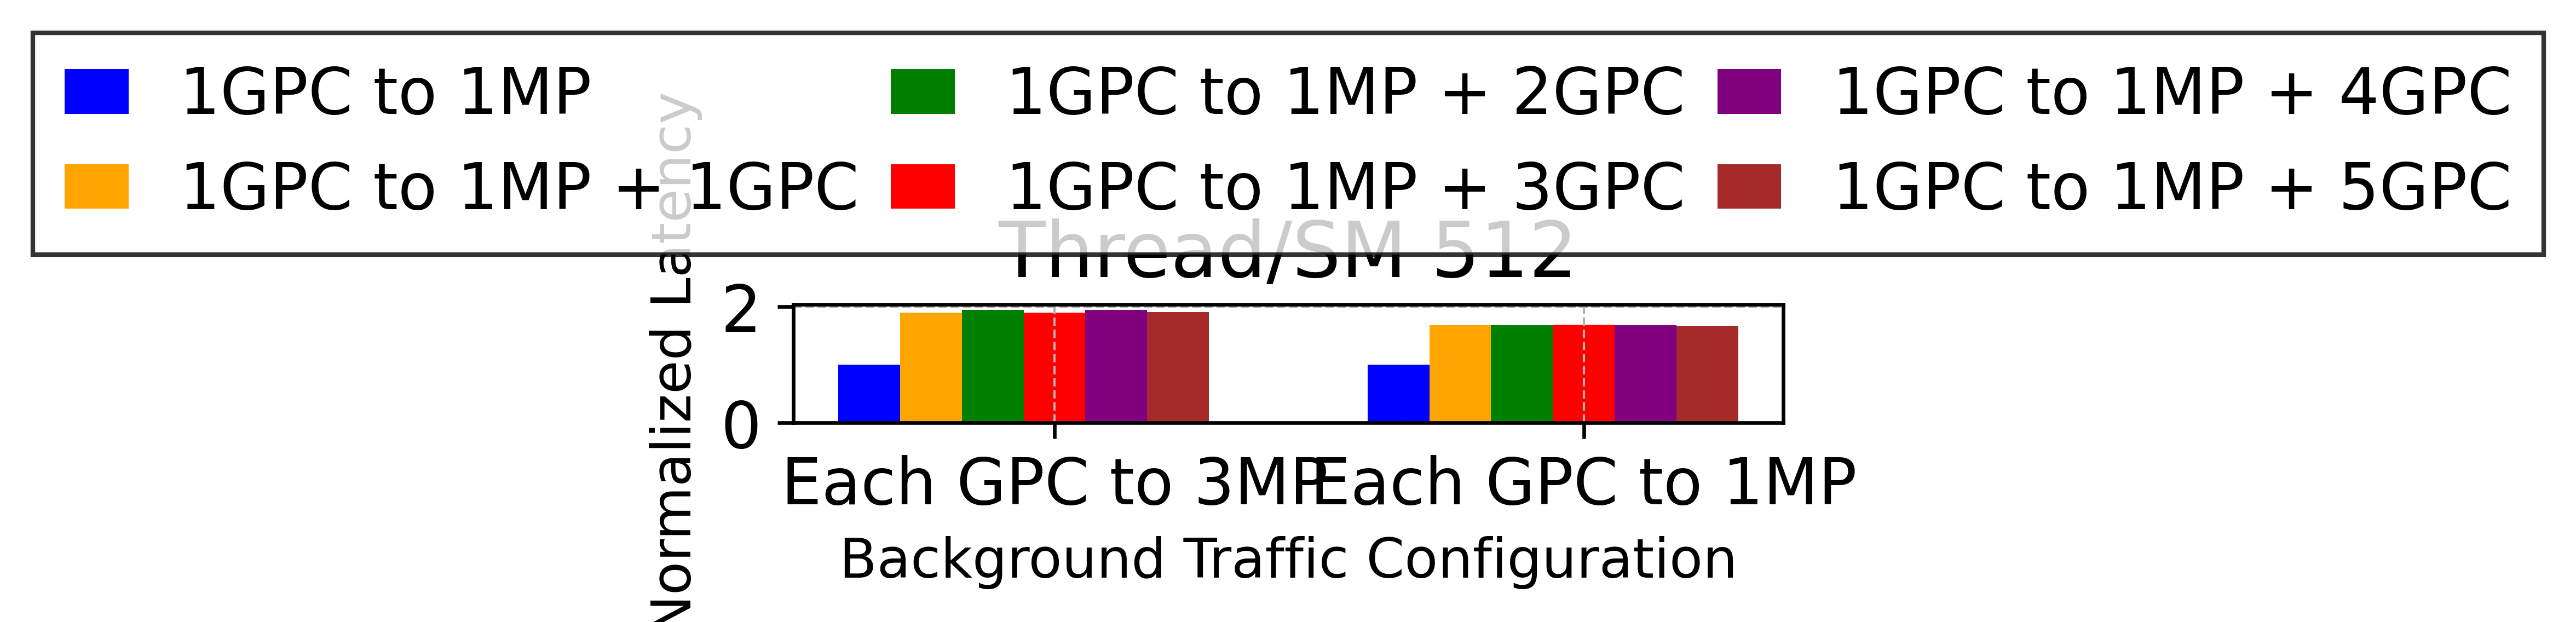 1GPC to 1MP
1GPC to 1MP + 1GPC
1GPC to 1MP + 2GPC
1GPC to 1MP + 3GPC
1GPC to 1MP + 4GPC
1GPC to 1MP + 5GPC
Thread/SM 512
Normalized Latency
2
0
Each GPC to 3MP
Each GPC to 1MP
Background Traffic Configuration